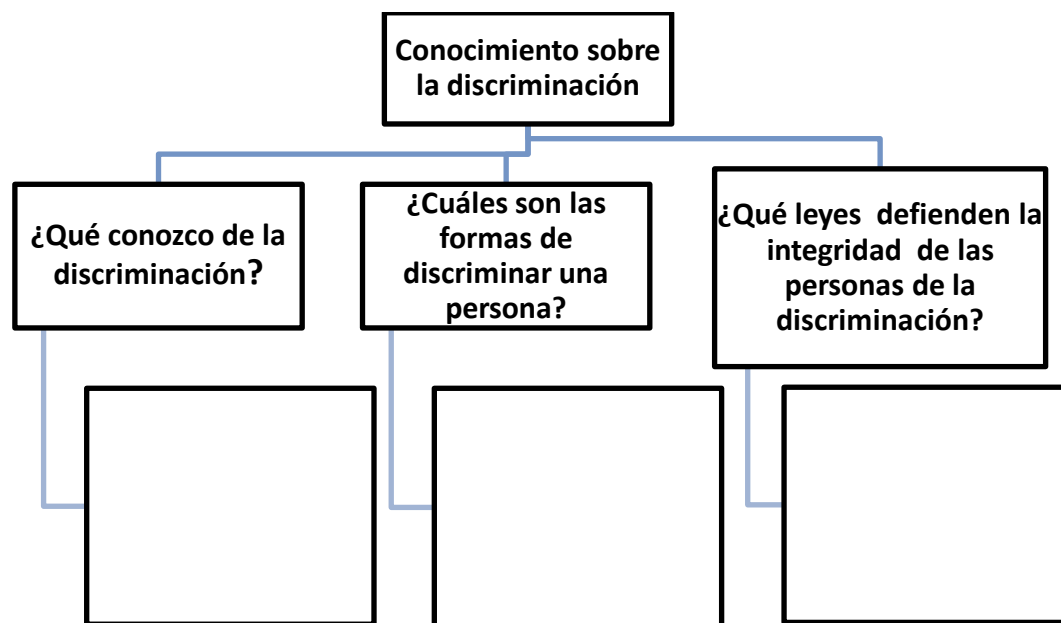 Conocimiento sobre
la discriminación
¿Qué conozco de la
discriminación?
¿Cuáles son las
formas de
discriminar una
persona?
¿Qué leyes  defienden la
integridad  de las
personas de la
discriminación?